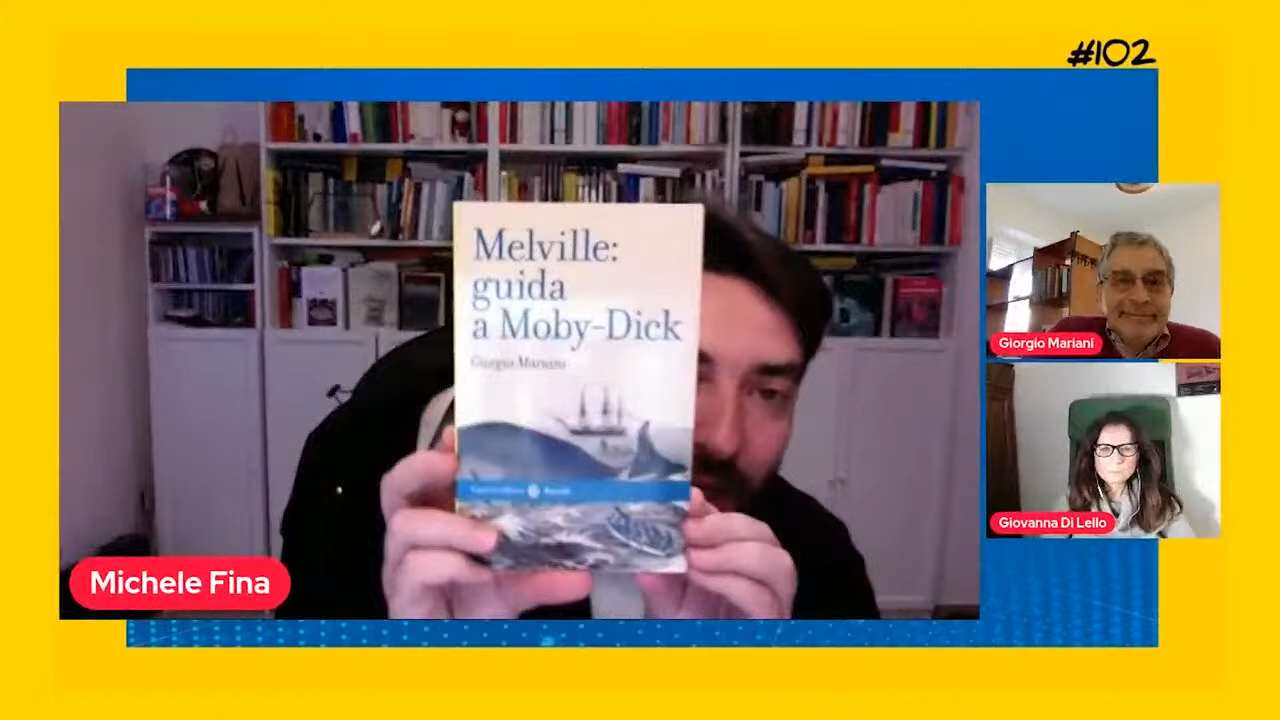 #102
Melville:
guida
a Moby-Dick
Giorgio Mariani
Michele Fina
Giorgio Mariani
Giovanna Di Lello